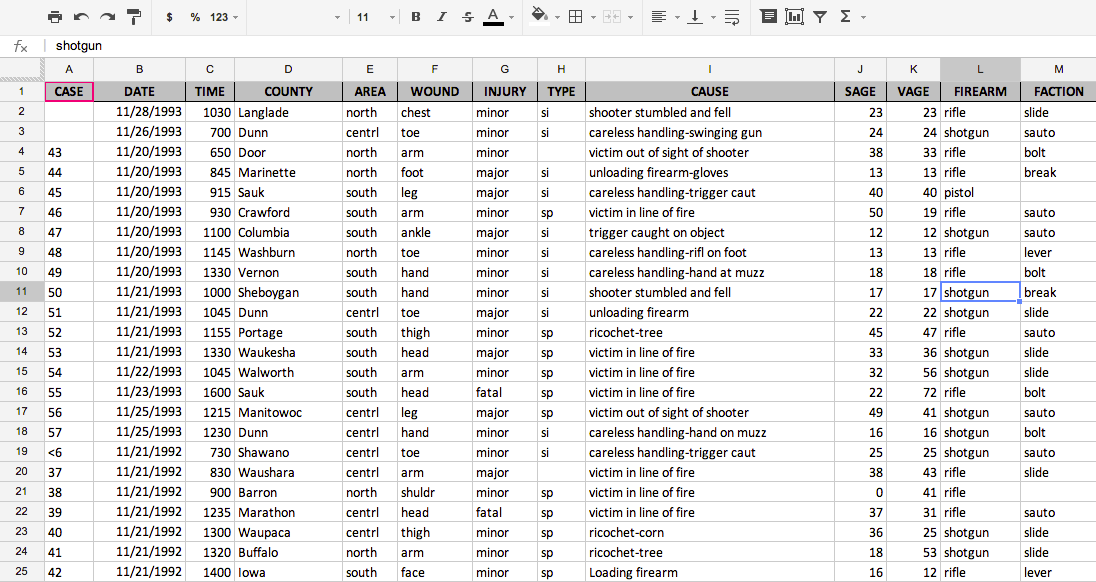 $ % 123 11 B I S A Σ
fx shotgun
A B C D E F G H I J K L M
1 CASE DATE TIME COUNTY AREA WOUND INJURY TYPE CAUSE SAGE VAGE FIREARM FACTION
2 11/28/1993 1030 Langlade north chest minor si shooter stumbled and fell 23 23 rifle slide
3 11/26/1993 700 Dunn centrl toe minor si careless handling-swinging gun 24 24 shotgun sauto
4 43 11/20/1993 650 Door north arm minor victim out of sight of shooter 38 33 rifle bolt
5 44 11/20/1993 845 Marinette north foot major si unloading firearm-gloves 13 13 rifle break
6 45 11/20/1993 915 Sauk south leg major si careless handling-trigger caut 40 40 pistol
7 46 11/20/1993 930 Crawford south arm minor sp victim in line of fire 50 19 rifle sauto
8 47 11/20/1993 1100 Columbia south ankle major si trigger caught on object 12 12 shotgun sauto
9 48 11/20/1993 1145 Washburn north toe minor si careless handling-rifl on foot 13 13 rifle lever
10 49 11/20/1993 1330 Vernon south hand minor si careless handling-hand at muzz 18 18 rifle bolt
11 50 11/21/1993 1000 Sheboygan south hand minor si shooter stumbled and fell 17 17 shotgun break
12 51 11/21/1993 1045 Dunn centrl toe major si unloading firearm 22 22 shotgun slide
13 52 11/21/1993 1155 Portage south thigh minor sp ricochet-tree 45 47 rifle sauto
14 53 11/21/1993 1330 Waukesha south head major sp victim in line of fire 33 36 shotgun slide
15 54 11/22/1993 1045 Walworth south arm minor sp victim in line of fire 32 56 shotgun slide
16 55 11/23/1993 1600 Sauk south head fatal sp victim in line of fire 22 72 rifle bolt
17 56 11/25/1993 1215 Manitowoc centrl leg major sp victim out of sight of shooter 49 41 shotgun sauto
18 57 11/25/1993 1230 Dunn centrl hand minor si careless handling-hand on muzz 16 16 shotgun bolt
19 <6 11/21/1992 730 Shawano centrl toe minor si careless handling-trigger caut 25 25 shotgun sauto
20 37 11/21/1992 830 Waushara centrl arm major victim in line of fire 38 43 rifle slide
21 38 11/21/1992 900 Barron north shuldr minor sp victim in line of fire 0 41 rifle
22 39 11/21/1992 1235 Marathon centrl head fatal sp victim in line of fire 37 31 rifle sauto
23 40 11/21/1992 1300 Waupaca centrl thigh minor sp ricochet-corn 36 25 shotgun slide
24 41 11/21/1992 1320 Buffalo north arm minor sp ricochet-tree 18 53 shotgun slide
25 42 11/21/1992 1400 Iowa south face minor sp Loading firearm 16 12 rifle lever